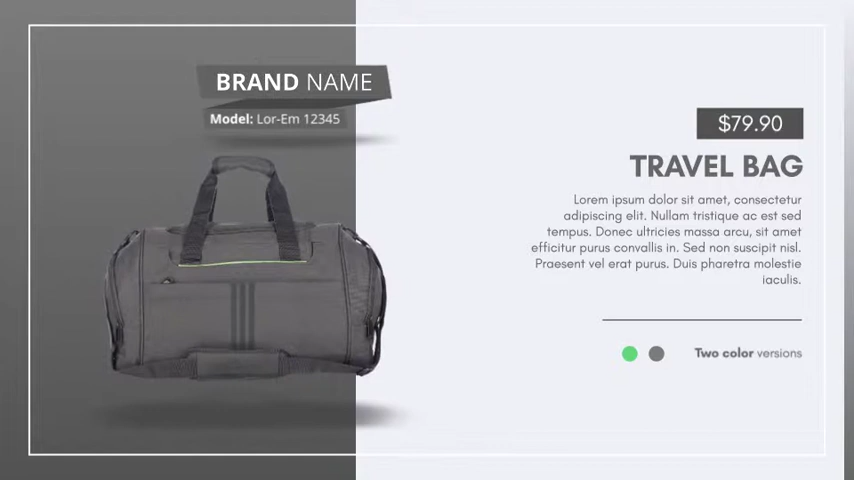 BRAND NAME
Model: Lor-Em 12345
$79.90
TRAVEL BAG
Lorem ipsum dolor sit amet, consectetur
adipiscing elit. Nullam tristique ac est sed
tempus. Donec ultricies massa arcu, sit amet
efficitur purus convallis in. Sed non suscipit nisl.
Praesent vel erat purus. Duis pharetra molestie
iaculis.
Two color versions